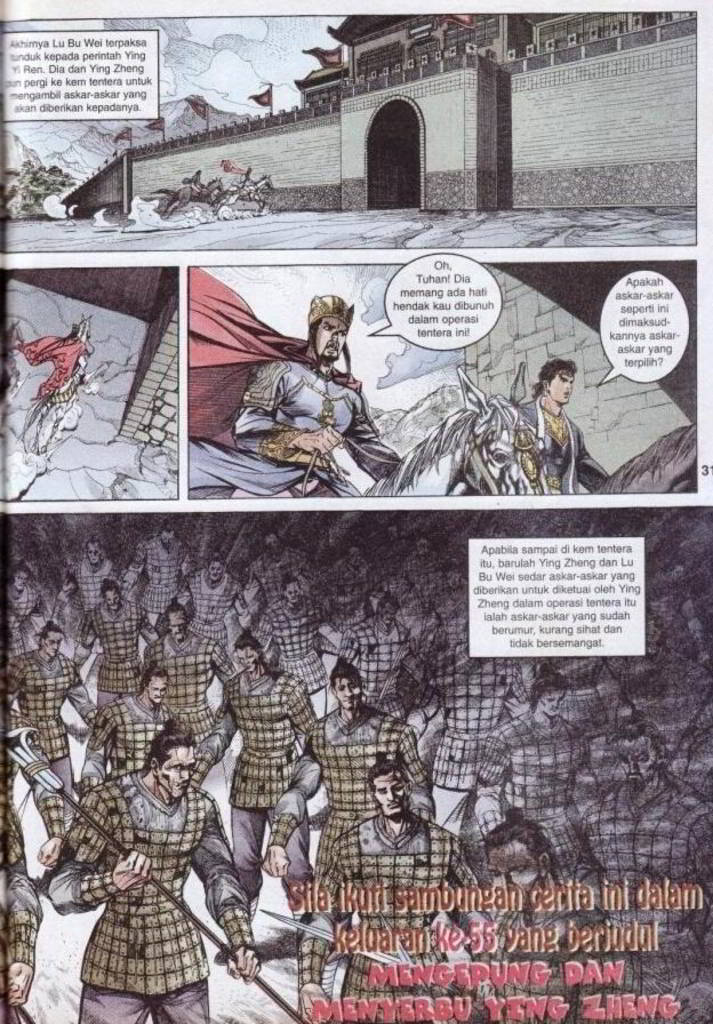 Akhirnya Lu Bu Wei terpaksa
tunduk kepada perintah Ying
Yi Ren. Dia dan Ying Zheng
pun pergi ke kem tentera untuk
mengambil askar-askar yang
akan diberikan kepadanya.
Oh,
Tuhan! Dia
memang ada hati
hendak kau dibunuh
dalam operasi
tentera ini!
Apakah
askar-askar
seperti ini
dimaksud-
kannya askar-
askar yang
terpilih?
31
Apabila sampai di kem tentera
itu, barulah Ying Zheng dan Lu
Bu Wei sedar askar-askar yang
diberikan untuk diketuai oleh Ying
Zheng dalam operasi tentera itu
ialah askar-askar yang sudah
berumur, kurang sihat dan
tidak bersemangat.
Sila ikuti sambungan cerita ini dalam
keluaran ke-55 yang berjudul
MENGEPUNG DAN
MENYERBU YING ZHENG